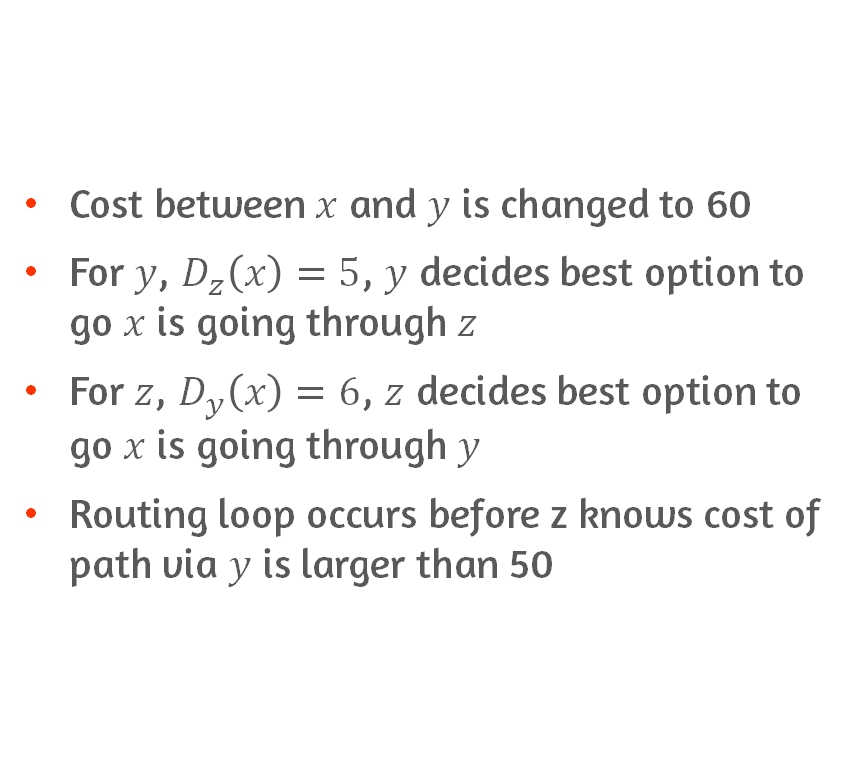 • Cost between x and y is changed to 60
• For y, D_z(x) = 5, y decides best option to
go x is going through z
• For z, D_y(x) = 6, z decides best option to
go x is going through y
• Routing loop occurs before z knows cost of
path via y is larger than 50